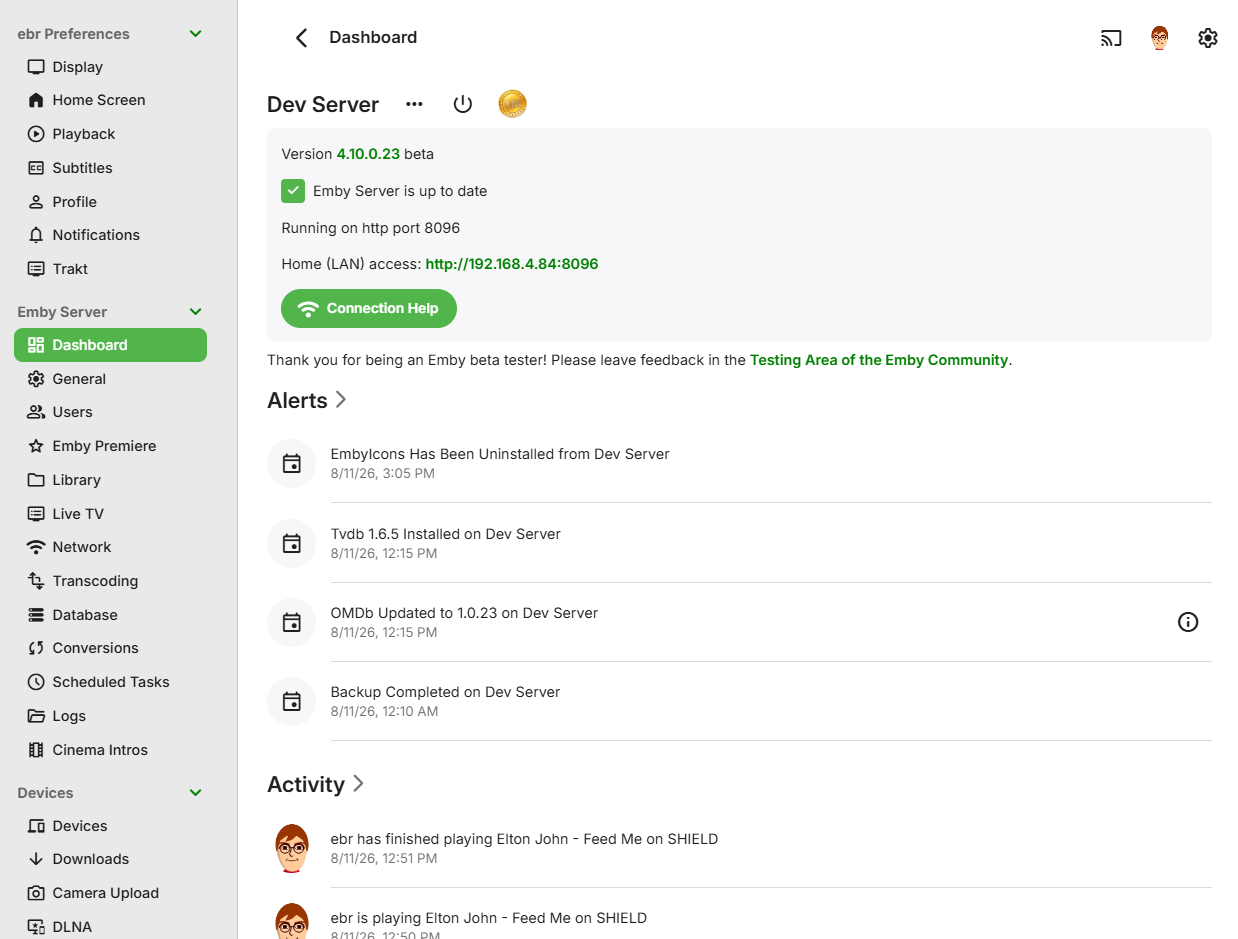 ebr Preferences
Display
Home Screen
Playback
Subtitles
Profile
Notifications
Trakt
Emby Server
Dashboard
General
Users
Emby Premiere
Library
Live TV
Network
Transcoding
Database
Conversions
Scheduled Tasks
Logs
Cinema Intros
Devices
Devices
Downloads
Camera Upload
DLNA
Dashboard
Dev Server
Version 4.10.0.23 beta
Emby Server is up to date
Running on http port 8096
Home (LAN) access: http://192.168.4.84:8096
Connection Help
Thank you for being an Emby beta tester! Please leave feedback in the Testing Area of the Emby Community.
Alerts
EmbyIcons Has Been Uninstalled from Dev Server
8/11/26, 3:05 PM
Tvdb 1.6.5 Installed on Dev Server
8/11/26, 12:15 PM
OMDb Updated to 1.0.23 on Dev Server
8/11/26, 12:15 PM
Backup Completed on Dev Server
8/11/26, 12:10 AM
Activity
ebr has finished playing Elton John - Feed Me on SHIELD
8/11/26, 12:51 PM
ebr is playing Elton John - Feed Me on SHIELD
8/11/26, 12:50 PM